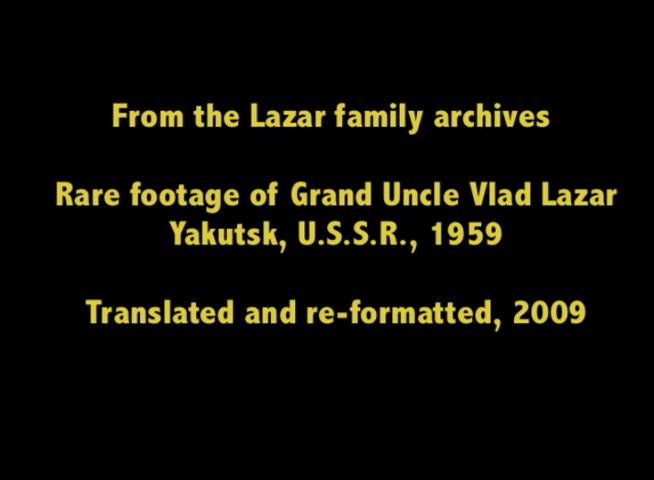 From the Lazar family archives
Rare footage of Grand Uncle Vlad Lazar
Yakutsk, U.S.S.R., 1959
Translated and re-formatted, 2009